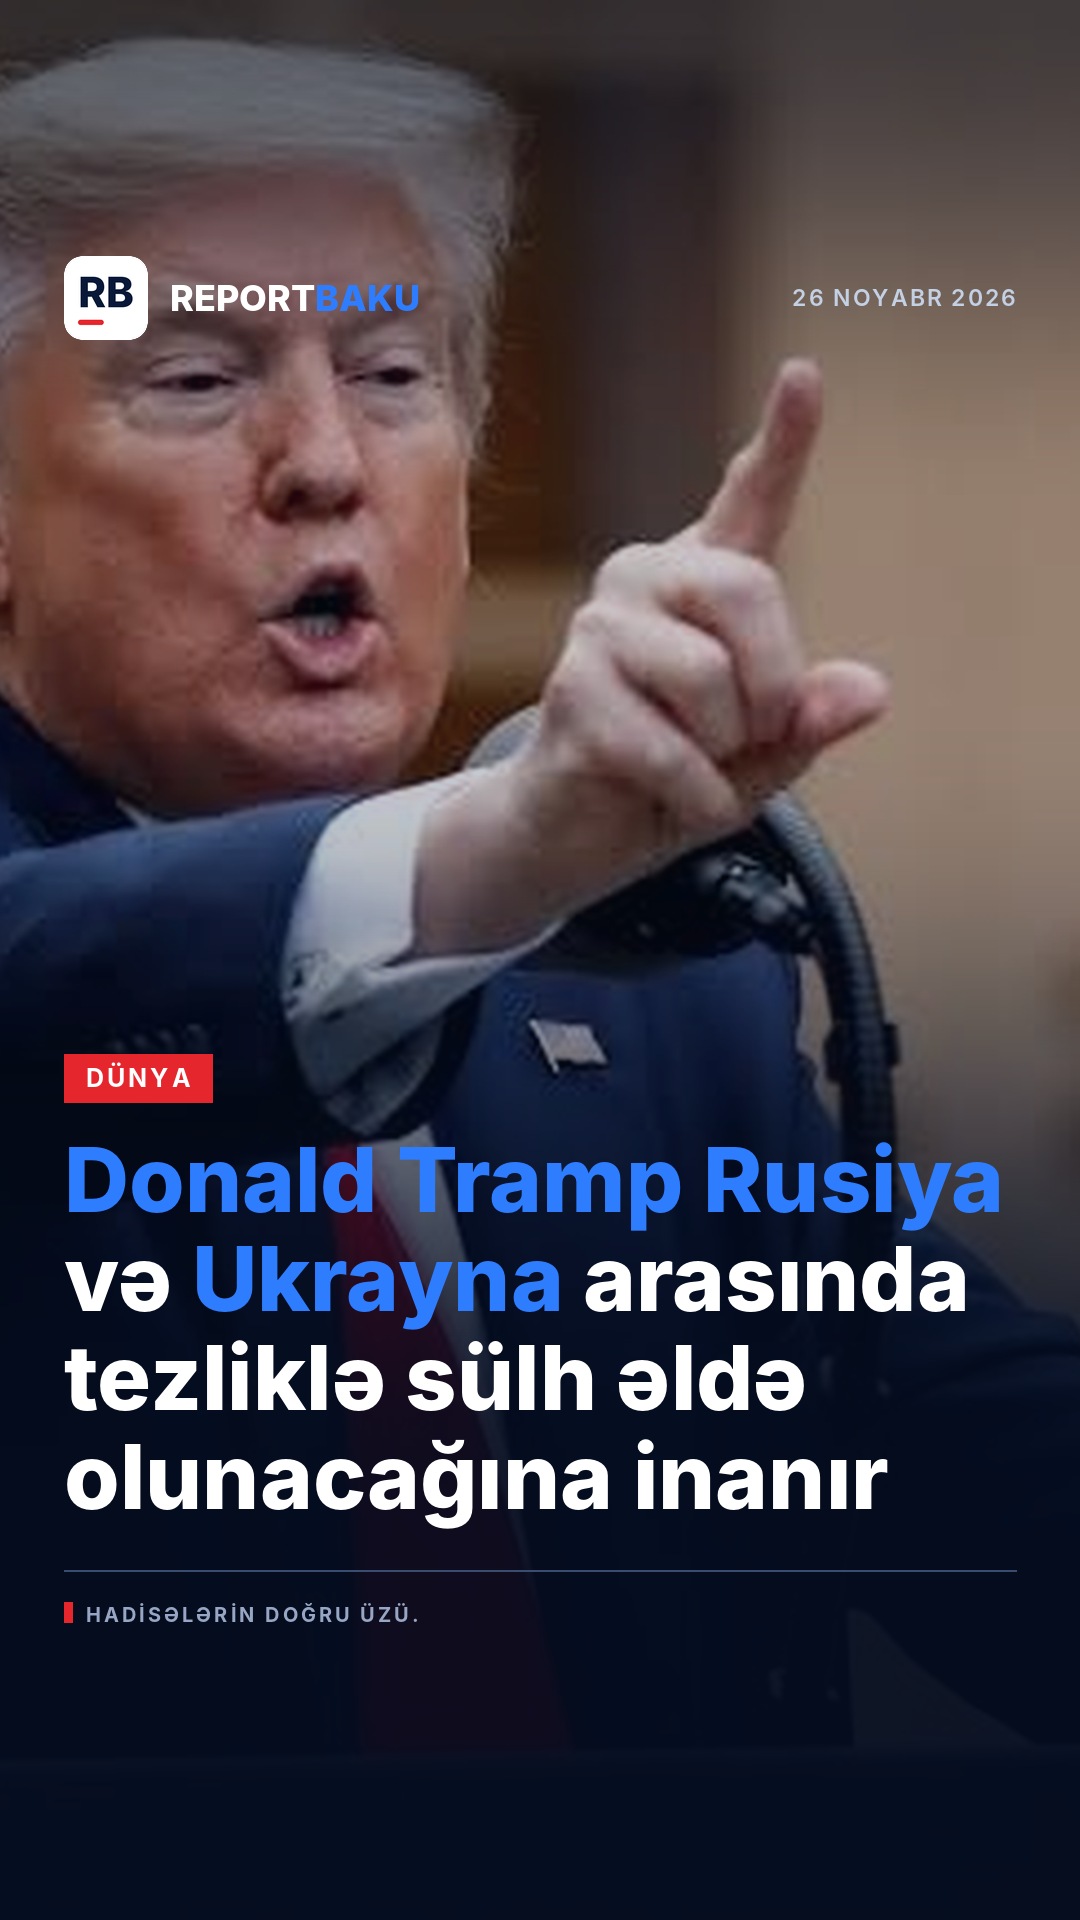 RB
REPORTBAKU
26 NOYABR 2026
DÜNYA
Donald Tramp Rusiya
və Ukrayna arasında
tezliklə sülh əldə
olunacağına inanır
HADİSƏLƏRİN DOĞRU ÜZÜ.